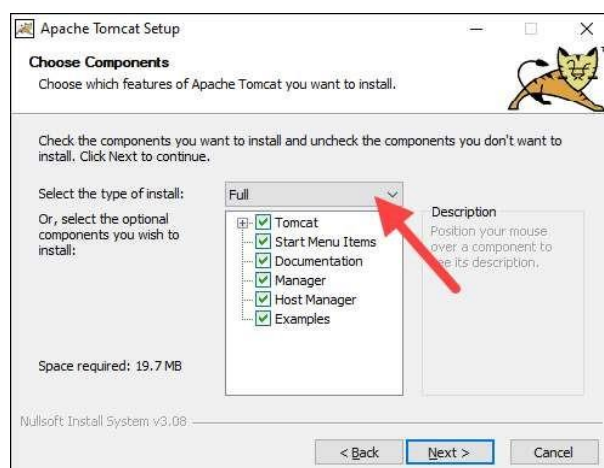 Apache Tomcat Setup
Choose Components
Choose which features of Apache Tomcat you want to install.
Check the components you want to install and uncheck the components you don't want to
install. Click Next to continue.
Select the type of install:
Full
Or, select the optional
components you wish to
install:
Tomcat
Start Menu Items
Documentation
Manager
Host Manager
Examples
Description
Position your mouse
over a component to
see its description.
Space required: 19.7 MB
Nullsoft Install System v3.08
< Back
Next >
Cancel